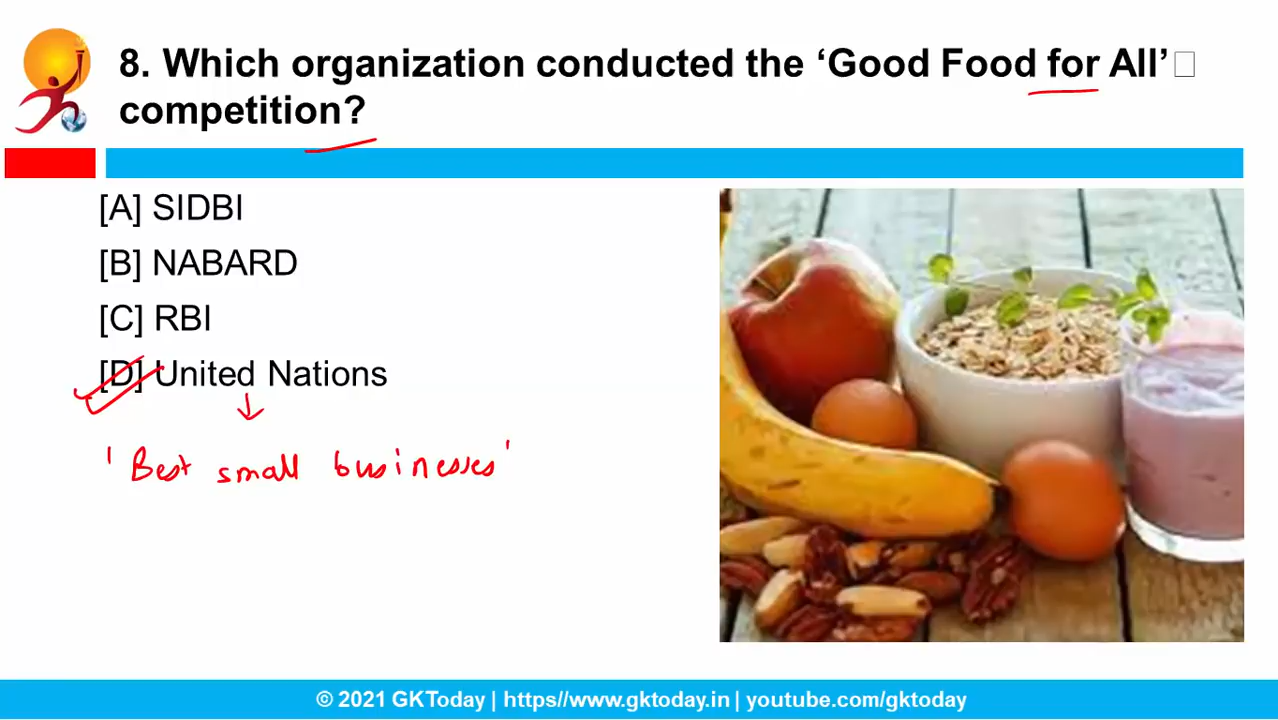 8. Which organization conducted the ‘Good Food for All’□
competition?
[A] SIDBI
[B] NABARD
[C] RBI
[D] United Nations
'Best small businesses'
© 2021 GKToday | https//www.gktoday.in | youtube.com/gktoday